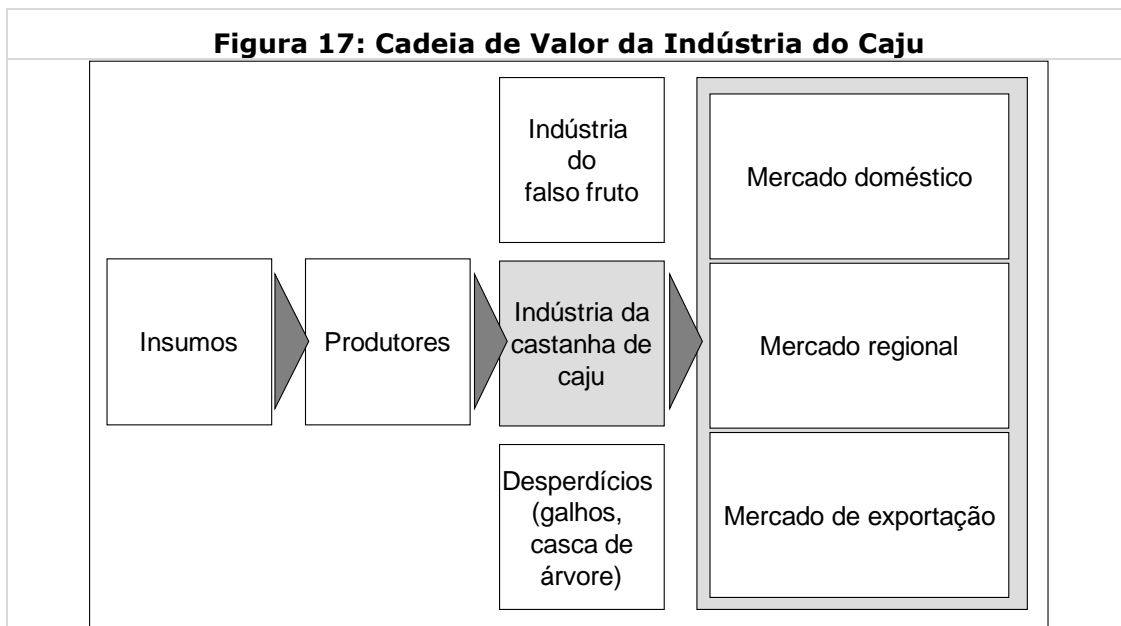 Figura 17: Cadeia de Valor da Indústria do Caju
Indústria
do
falso fruto
Mercado doméstico
Insumos
Produtores
Indústria da
castanha de
caju
Mercado regional
Desperdícios
(galhos,
casca de
árvore)
Mercado de exportação